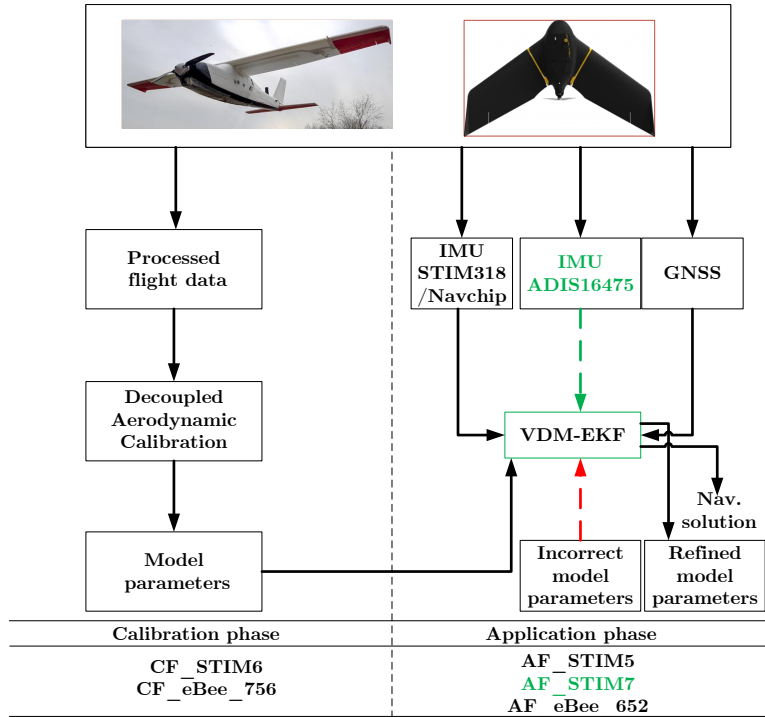 Processed
flight data
IMU
STIM318
/Navchip
IMU
ADIS16475
GNSS
Decoupled
Aerodynamic
Calibration
VDM-EKF
Nav.
solution
Model
parameters
Incorrect
model
parameters
Refined
model
parameters
Calibration phase
Application phase
CF_STIM6
CF_eBee_756
AF_STIM5
AF_STIM7
AF_eBee_652